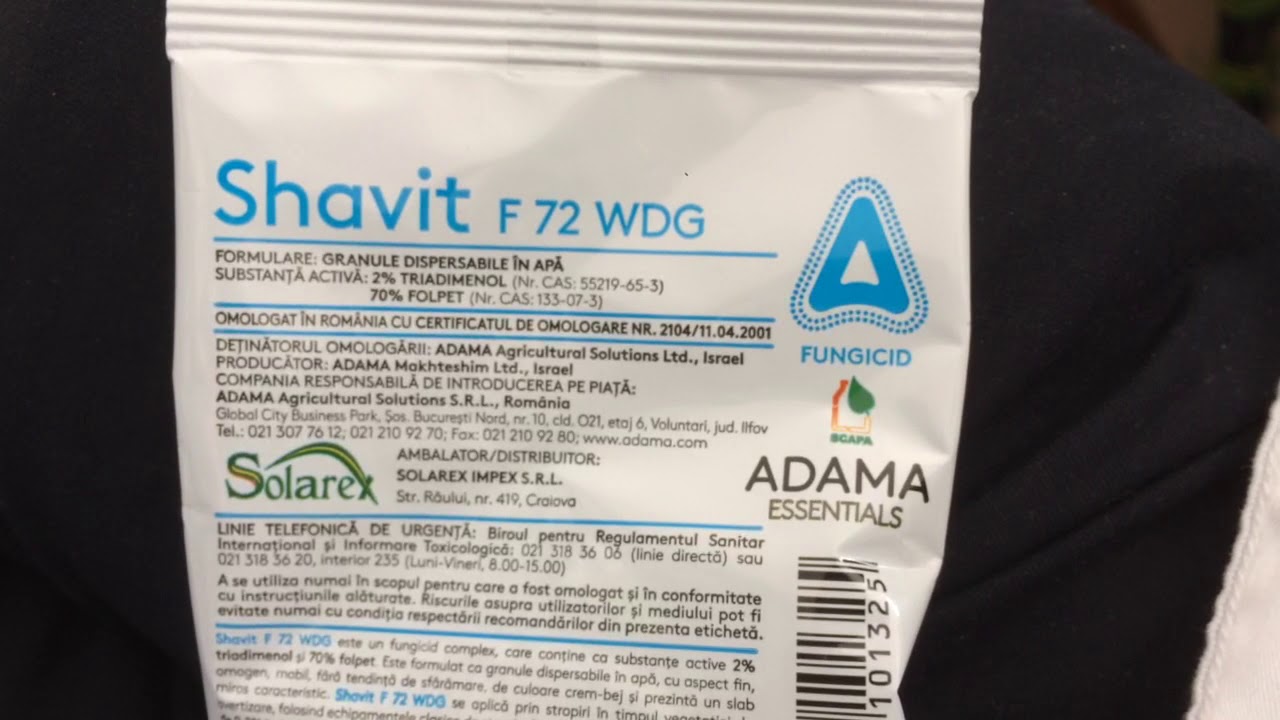 Shavit F 72 WDG
FORMULARE: GRANULE DISPERSABILE ÎN APĂ
SUBSTANȚĂ ACTIVĂ: 2% TRIADIMENOL (Nr. CAS: 55219-65-3)
70% FOLPET (Nr. CAS: 133-07-3)
OMOLOGAT ÎN ROMÂNIA CU CERTIFICATUL DE OMOLOGARE NR. 2104/11.04.2001
DEȚINĂTORUL OMOLOGĂRII: ADAMA Agricultural Solutions Ltd., Israel
PRODUCĂTOR: ADAMA Makhteshim Ltd., Israel
COMPANIA RESPONSABILĂ DE INTRODUCEREA PE PIAȚĂ:
ADAMA Agricultural Solutions S.R.L., România
Global City Business Park, Șos. București Nord, nr. 10, cld. O21, etaj 6, Voluntari, jud. Ilfov
Tel.: 021 307 76 12; 021 210 92 70; Fax: 021 210 92 80; www.adama.com
Solarex
AMBALATOR/DISTRIBUITOR:
SOLAREX IMPEX S.R.L.
Str. Râului, nr. 419, Craiova
FUNGICID
SCAPA
ADAMA
ESSENTIALS
LINIE TELEFONICĂ DE URGENȚĂ: Biroul pentru Regulamentul Sanitar
Internațional și Informare Toxicologică: 021 318 36 06 (linie directă) sau
021 318 36 20, interior 235 (Luni-Vineri, 8.00-15.00)
A se utiliza numai în scopul pentru care a fost omologat și în conformitate
cu instrucțiunile alăturate. Riscurile asupra utilizatorilor și mediului pot fi
evitate numai cu condiția respectării recomandărilor din prezenta etichetă.
Shavit F 72 WDG este un fungicid complex, care conține ca substanțe active 2%
triadimenol și 70% folpet. Este formulat ca granule dispersabile în apă, cu aspect fin,
omogen, mobil, fără tendință de sfărâmare, de culoare crem-bej și prezintă un slab
miros caracteristic. Shavit F 72 WDG se aplică prin stropiri în timpul
avertizare, folosind echipamentele
101325